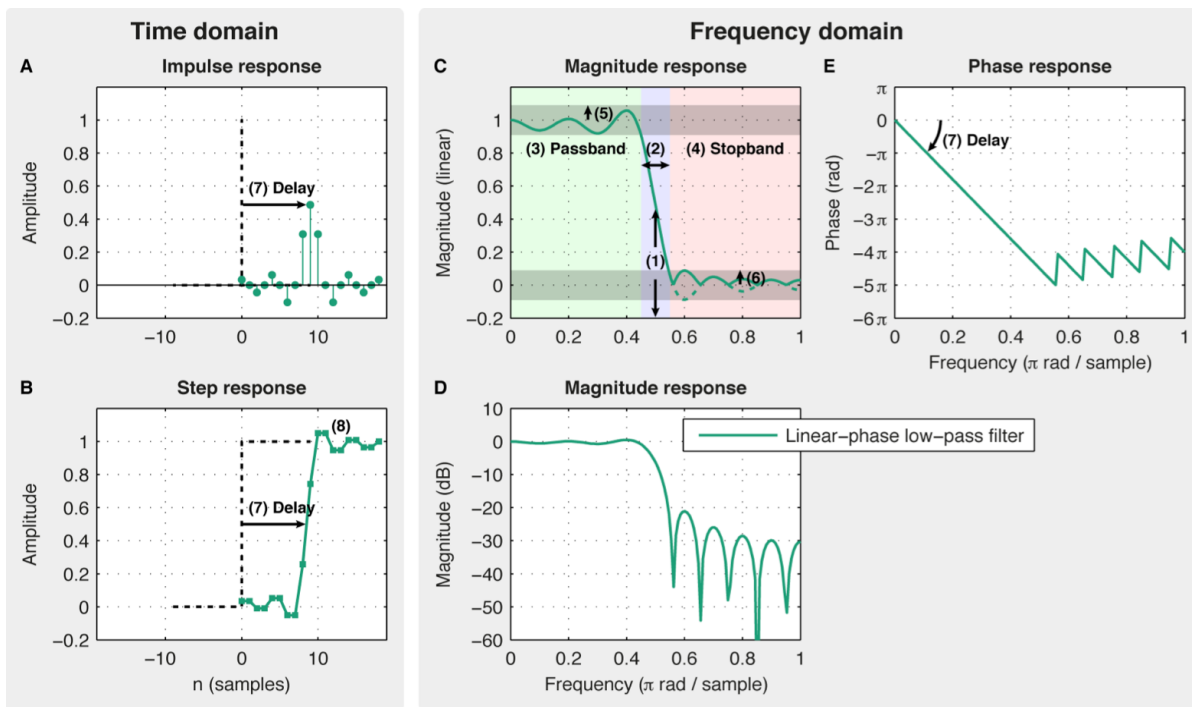 Time domain
Frequency domain
A
Impulse response
Amplitude
1
0.8
0.6
0.4
0.2
0
−0.2
(7) Delay
−10
0
10
B
Step response
Amplitude
1
0.8
0.6
0.4
0.2
0
−0.2
(8)
(7) Delay
−10
0
10
n (samples)
C
Magnitude response
Magnitude (linear)
1
0.8
0.6
0.4
0.2
0
−0.2
(5)
(3) Passband
(2)
(4) Stopband
(1)
(6)
0
0.2
0.4
0.6
0.8
1
D
Magnitude response
Magnitude (dB)
10
0
−10
−20
−30
−40
−50
−60
Linear−phase low−pass filter
0
0.2
0.4
0.6
0.8
1
Frequency (π rad / sample)
E
Phase response
Phase (rad)
π
0
−π
−2 π
−3 π
−4 π
−5 π
−6 π
(7) Delay
0
0.2
0.4
0.6
0.8
1
Frequency (π rad / sample)